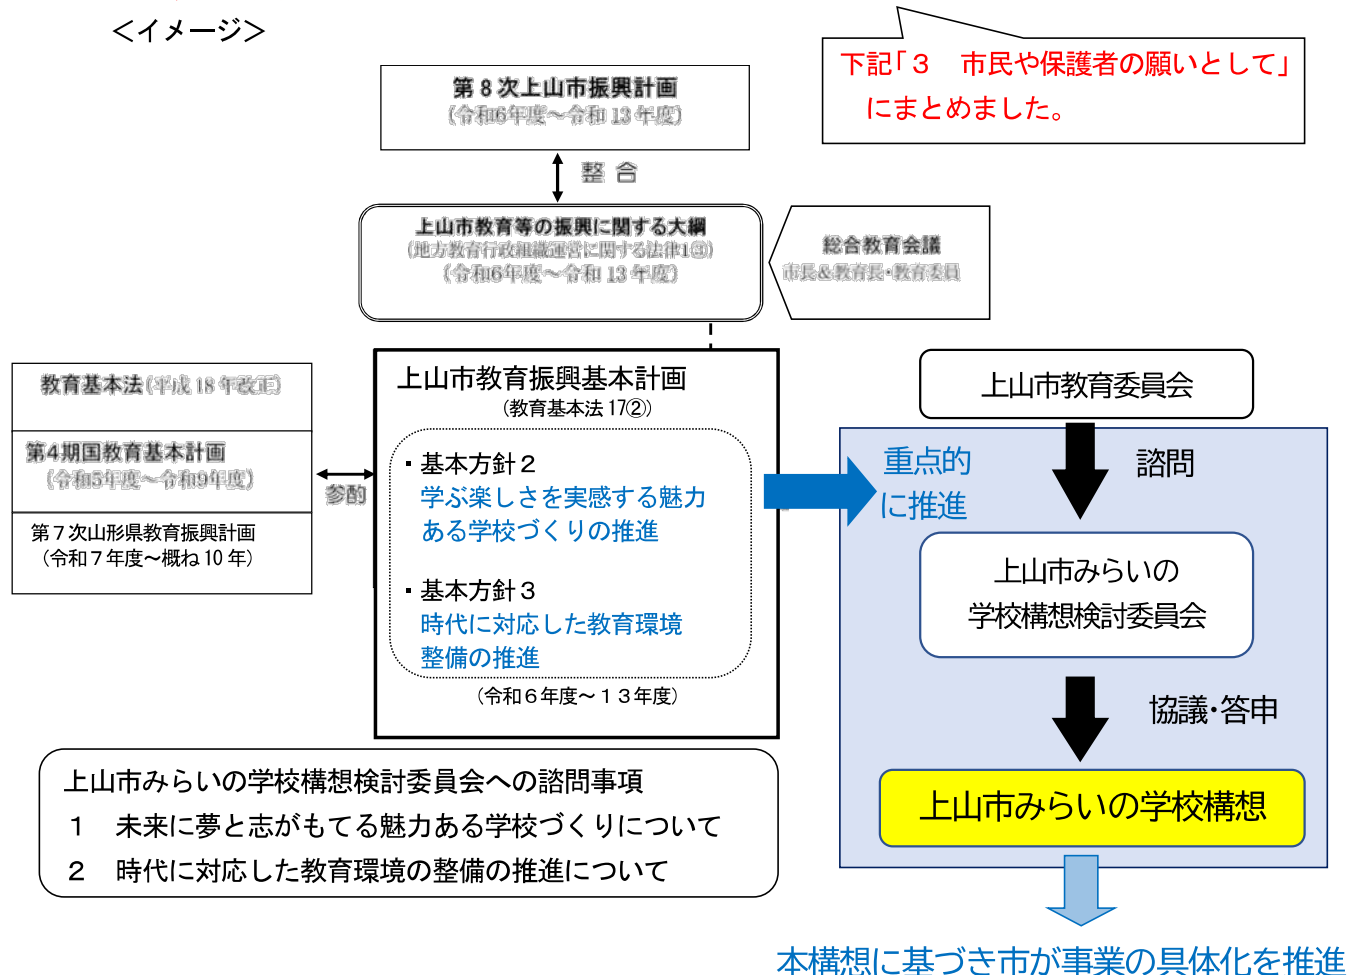 ＜イメージ＞
下記「３　市民や保護者の願いとして」
にまとめました。
第８次上山市振興計画
（令和6年度～令和 13 年度）
整 合
上山市教育等の振興に関する大綱
（地方教育行政組織運営に関する法律1③）
（令和6年度～令和 13 年度）
総合教育会議
市長＆教育長・教育委員
教育基本法（平成 18 年改正）
第4期国教育基本計画
（令和5年度～令和9年度）
第７次山形県教育振興計画
（令和７年度～概ね 10 年）
参酌
上山市教育振興基本計画
（教育基本法 17②）
・基本方針２
学ぶ楽しさを実感する魅力
ある学校づくりの推進
・基本方針３
時代に対応した教育環境
整備の推進
（令和６年度～１３年度）
上山市教育委員会
重点的
に推進
諮問
上山市みらいの
学校構想検討委員会
協議・答申
上山市みらいの学校構想
上山市みらいの学校構想検討委員会への諮問事項
１　未来に夢と志がもてる魅力ある学校づくりについて
２　時代に対応した教育環境の整備の推進について
本構想に基づき市が事業の具体化を推進